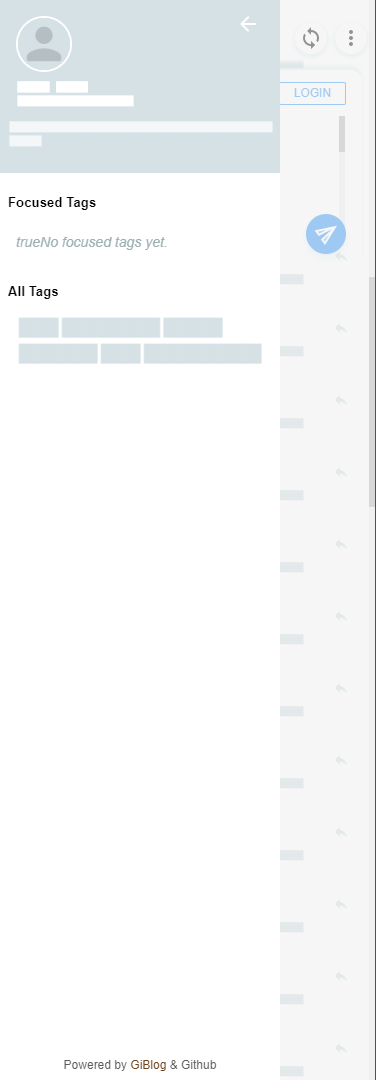 LOGIN
Focused Tags
trueNo focused tags yet.
All Tags
Powered by GiBlog & Github